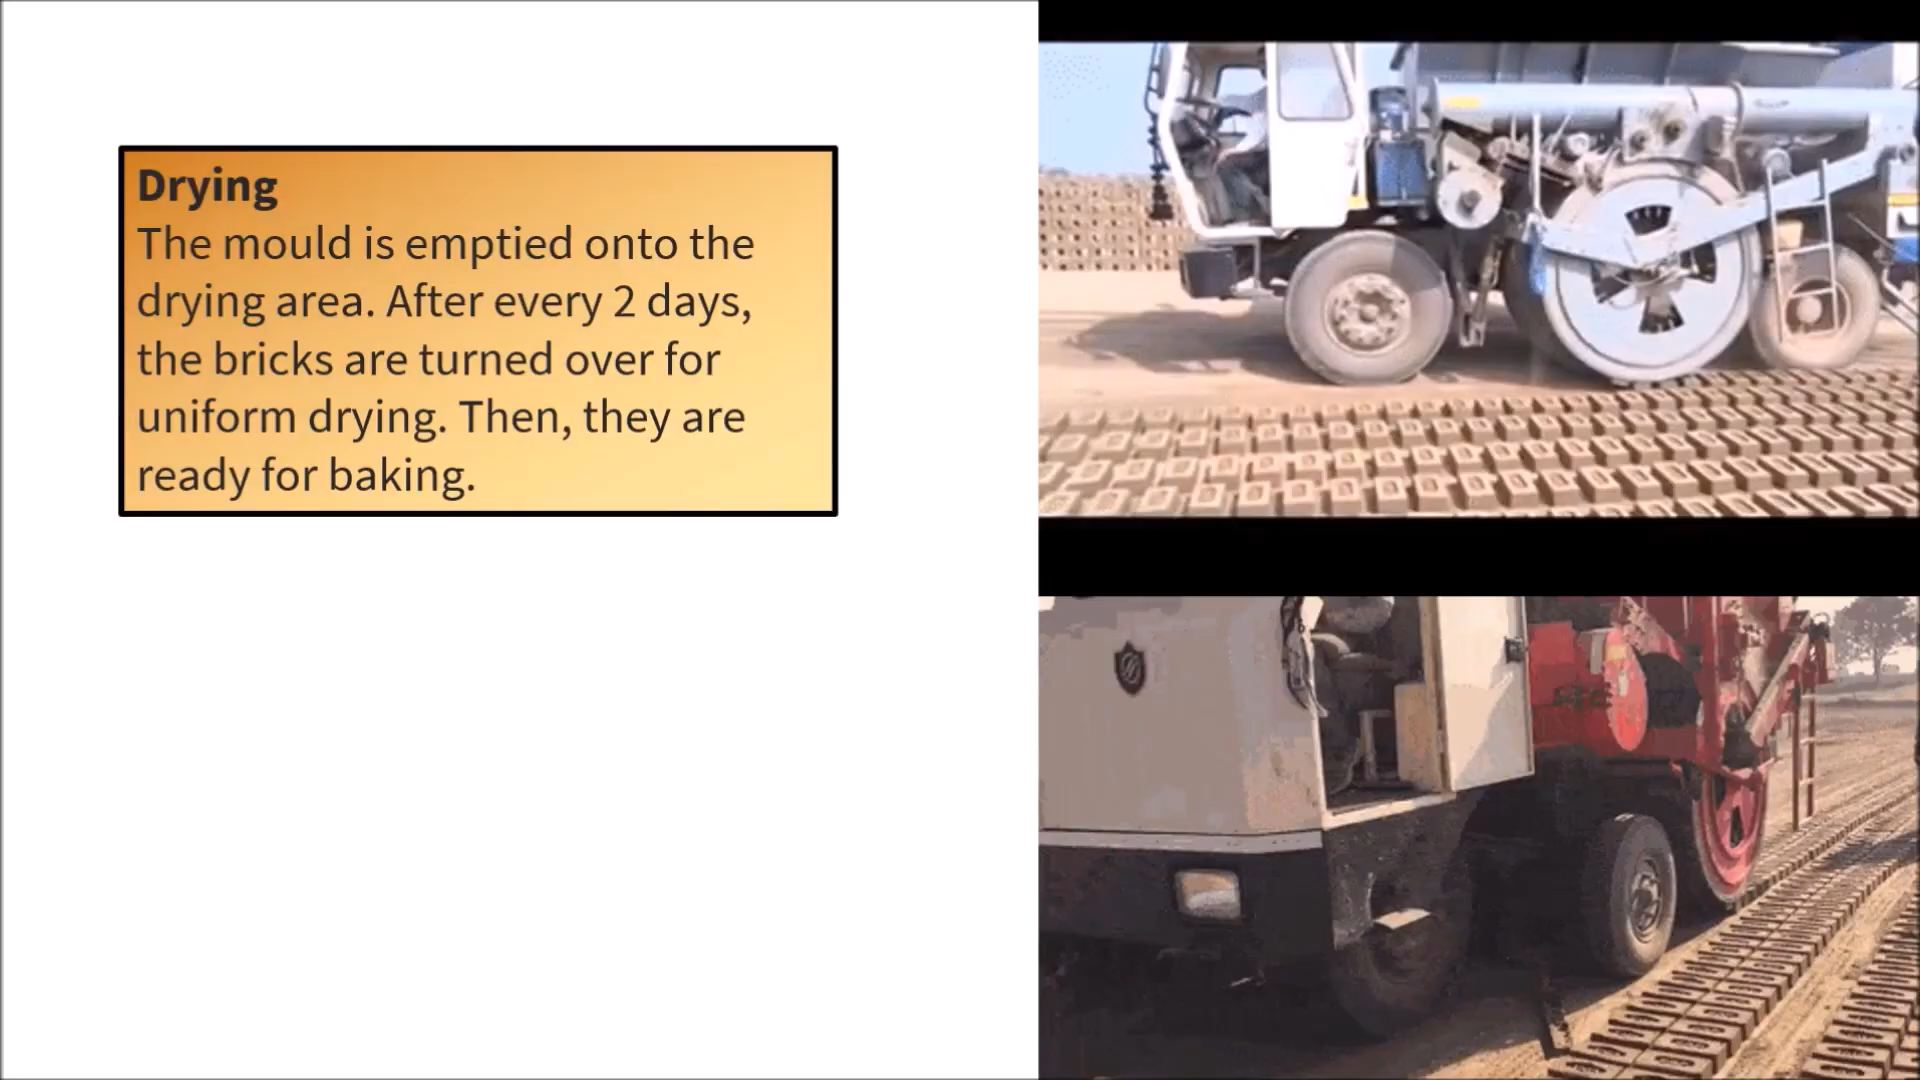 Drying
The mould is emptied onto the
drying area. After every 2 days,
the bricks are turned over for
uniform drying. Then, they are
ready for baking.